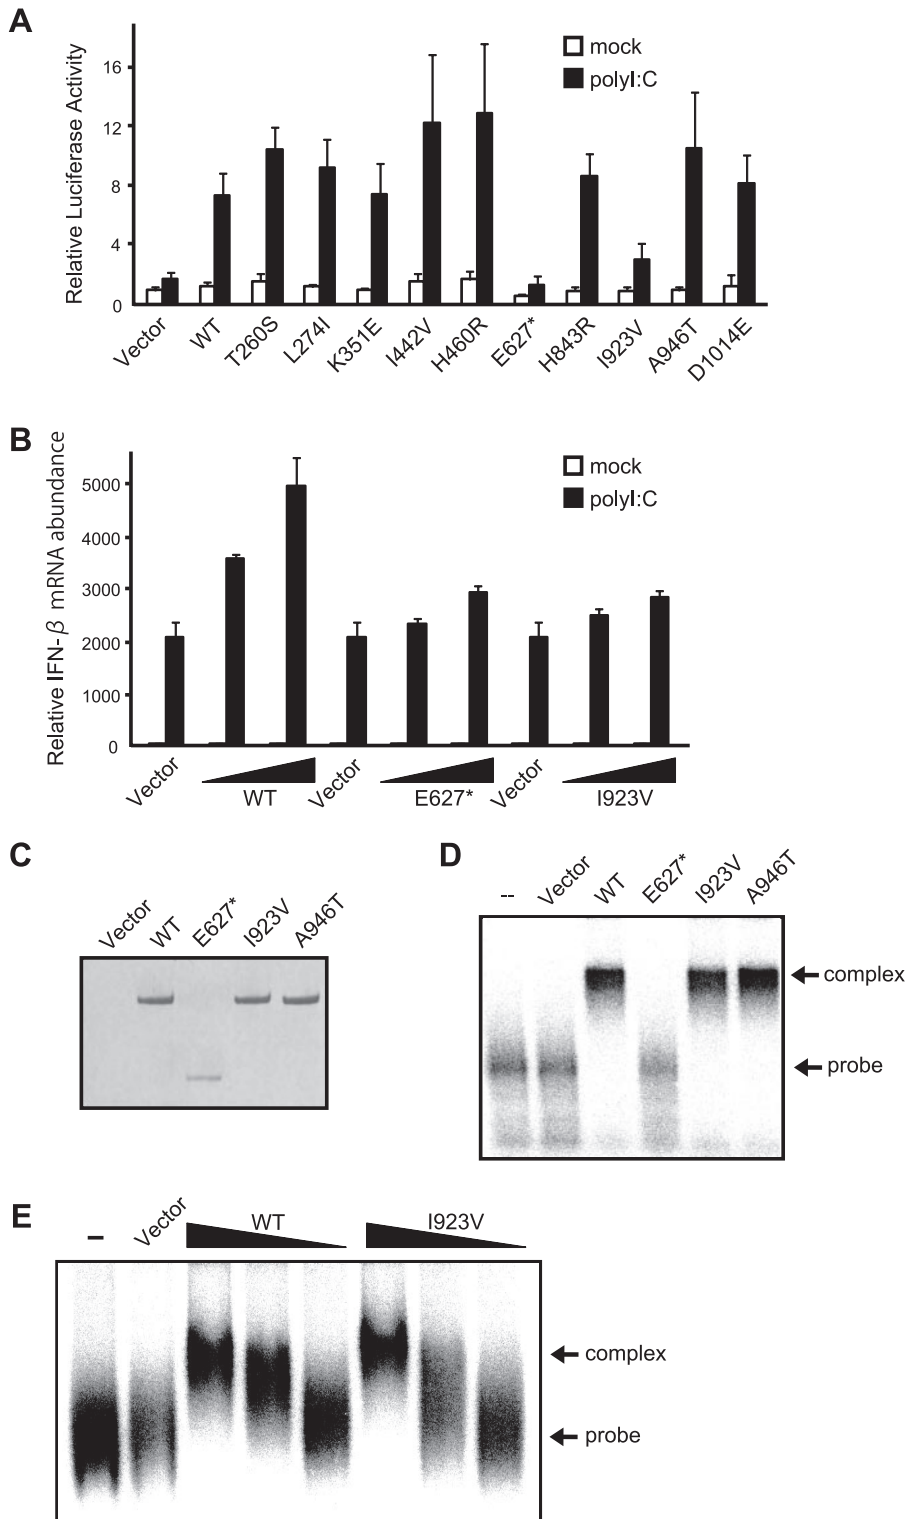 A
Relative Luciferase Activity
16
12
8
4
0
mock
polyI:C
Vector
WT
T260S
L274I
K351E
I442V
H460R
E627*
H843R
I923V
A946T
D1014E
B
Relative IFN-β mRNA abundance
5000
4000
3000
2000
1000
0
mock
polyI:C
Vector
WT
Vector
E627*
Vector
I923V
C
Vector
WT
E627*
I923V
A946T
D
--
Vector
WT
E627*
I923V
A946T
complex
probe
E
–
Vector
WT
I923V
complex
probe